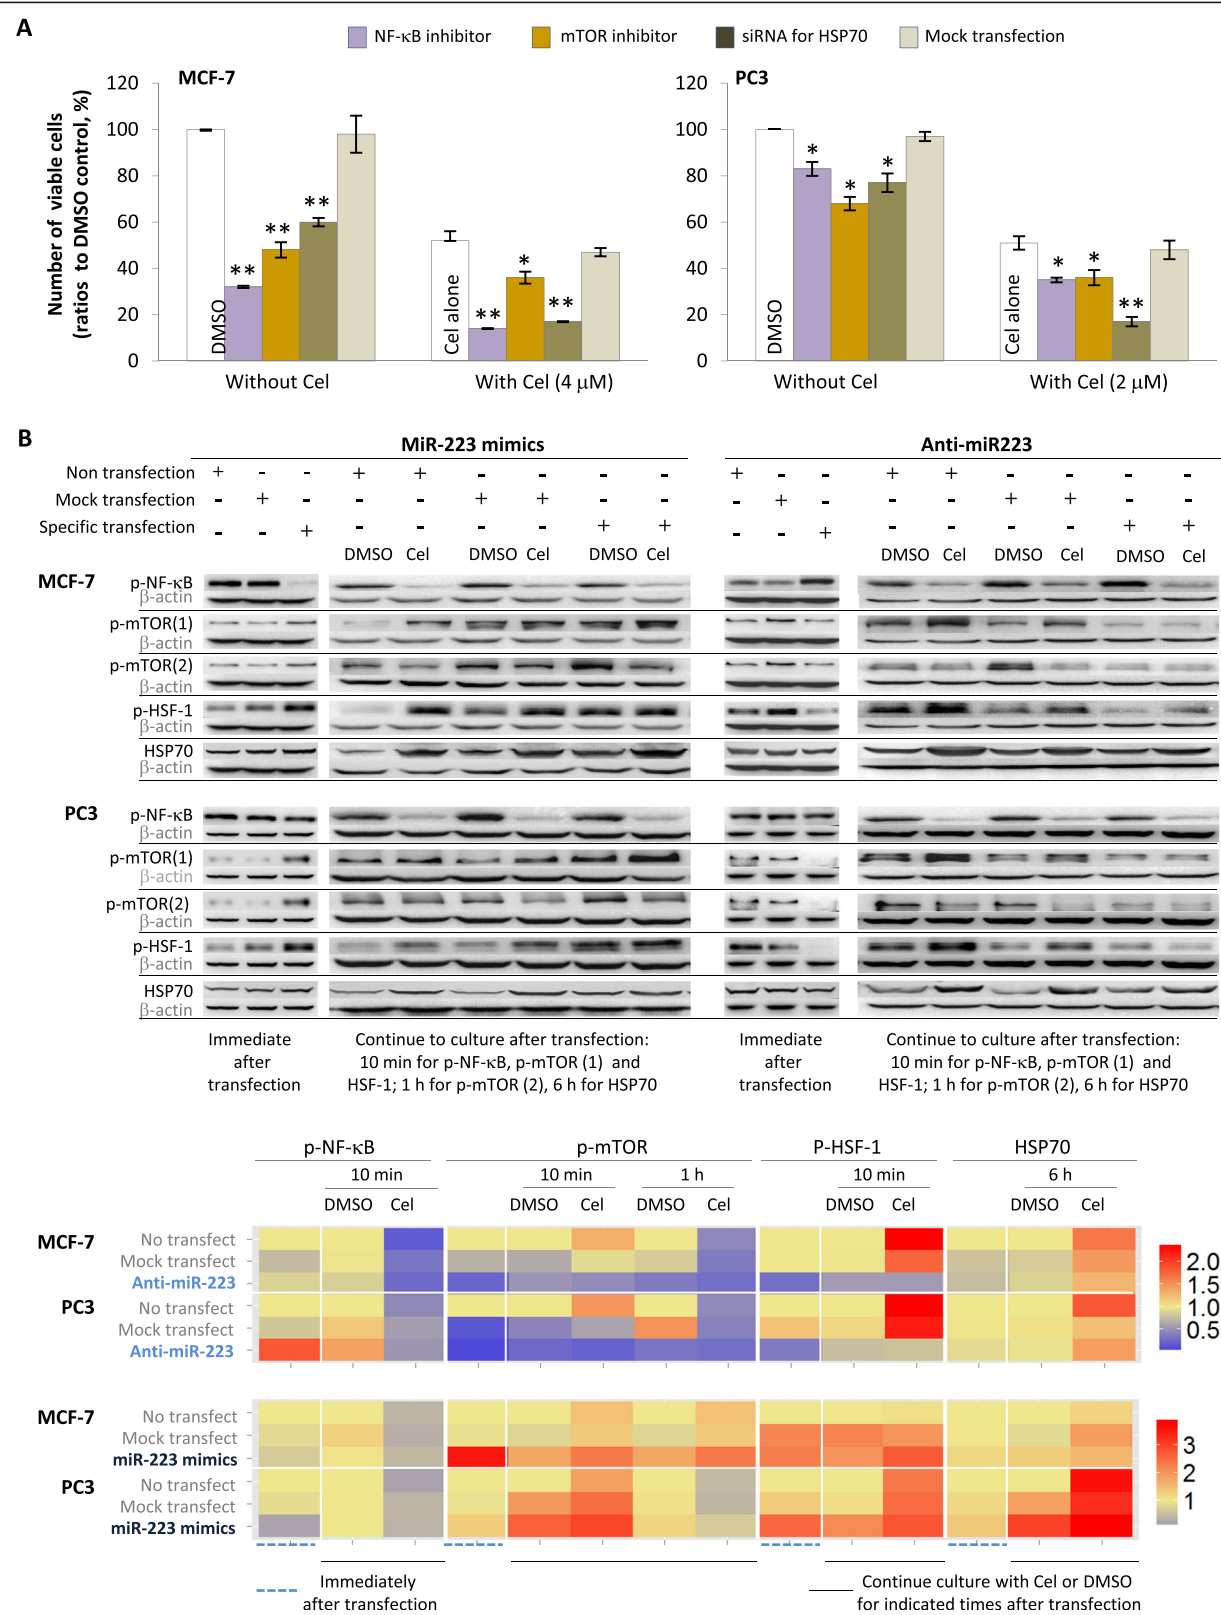 A
NF-κB inhibitor mTOR inhibitor siRNA for HSP70 Mock transfection
MCF-7 PC3
Number of viable cells
(ratios to DMSO control, %)
120 120
100 100
80 80
60 60
40 40
20 20
0 0
** ** ** ** * **
* * * * * **
DMSO Cel alone DMSO Cel alone
Without Cel With Cel (4 μM) Without Cel With Cel (2 μM)
B
MiR-223 mimics Anti-miR223
Non transfection + - - + + - - - - + - - + + - - - -
Mock transfection - + - - - + + - - - + - - - + + - -
Specific transfection - - + - - - - + + - - + - - - - + +
DMSO Cel DMSO Cel DMSO Cel DMSO Cel DMSO Cel DMSO Cel
MCF-7 p-NF-κB
β-actin
p-mTOR(1)
β-actin
p-mTOR(2)
β-actin
p-HSF-1
β-actin
HSP70
β-actin
PC3 p-NF-κB
β-actin
p-mTOR(1)
β-actin
p-mTOR(2)
β-actin
p-HSF-1
β-actin
HSP70
β-actin
Immediate Continue to culture after transfection: Immediate Continue to culture after transfection:
after 10 min for p-NF-κB, p-mTOR (1) and after 10 min for p-NF-κB, p-mTOR (1) and
transfection HSF-1; 1 h for p-mTOR (2), 6 h for HSP70 transfection HSF-1; 1 h for p-mTOR (2), 6 h for HSP70
p-NF-κB p-mTOR P-HSF-1 HSP70
10 min 10 min 1 h 10 min 6 h
DMSO Cel DMSO Cel DMSO Cel DMSO Cel DMSO Cel
MCF-7 No transfect
Mock transfect
Anti-miR-223
PC3 No transfect
Mock transfect
Anti-miR-223
2.0
1.0
0.5
MCF-7 No transfect
Mock transfect
miR-223 mimics
PC3 No transfect
Mock transfect
miR-223 mimics
3
2
1
Immediately Continue culture with Cel or DMSO
after transfection for indicated times after transfection